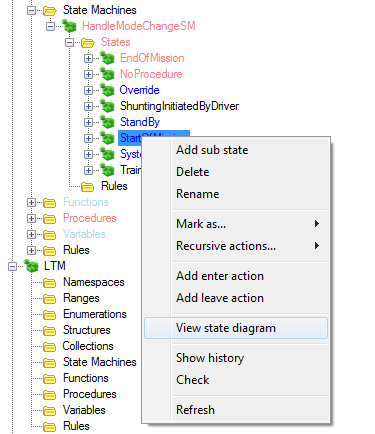 State Machines
HandleModeChangeSM
States
EndOfMission
NoProcedure
Override
ShuntingInitiatedByDriver
StandBy
Syste
Train
Rules
Functions
Procedures
Variables
Rules
LTM
Namespaces
Ranges
Enumerations
Structures
Collections
State Machines
Functions
Procedures
Variables
Rules
Add sub state
Delete
Rename
Mark as...
Recursive actions...
Add enter action
Add leave action
View state diagram
Show history
Check
Refresh